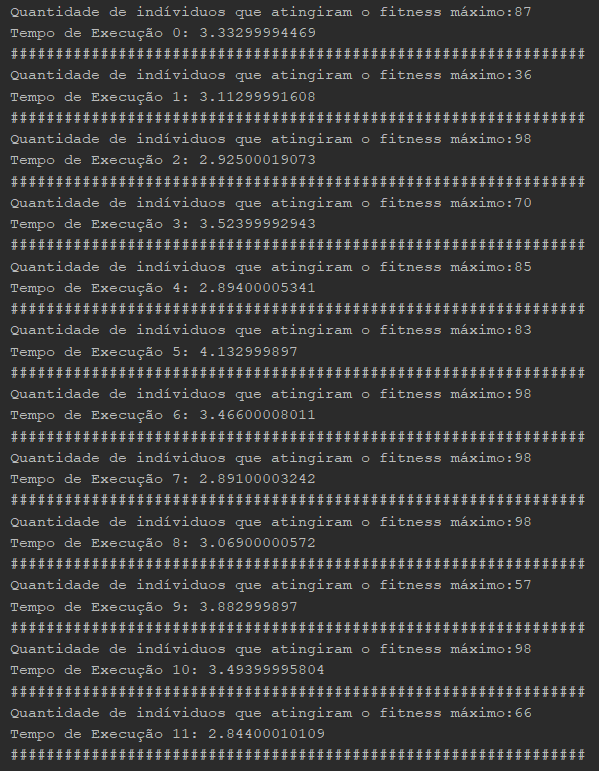 Quantidade de indíviduos que atingiram o fitness máximo:87
Tempo de Execução 0: 3.33299994469
#################################################################
Quantidade de indíviduos que atingiram o fitness máximo:36
Tempo de Execução 1: 3.11299991608
#################################################################
Quantidade de indíviduos que atingiram o fitness máximo:98
Tempo de Execução 2: 2.92500019073
#################################################################
Quantidade de indíviduos que atingiram o fitness máximo:70
Tempo de Execução 3: 3.52399992943
#################################################################
Quantidade de indíviduos que atingiram o fitness máximo:85
Tempo de Execução 4: 2.89400005341
#################################################################
Quantidade de indíviduos que atingiram o fitness máximo:83
Tempo de Execução 5: 4.132999897
#################################################################
Quantidade de indíviduos que atingiram o fitness máximo:98
Tempo de Execução 6: 3.46600008011
#################################################################
Quantidade de indíviduos que atingiram o fitness máximo:98
Tempo de Execução 7: 2.89100003242
#################################################################
Quantidade de indíviduos que atingiram o fitness máximo:98
Tempo de Execução 8: 3.06900000572
#################################################################
Quantidade de indíviduos que atingiram o fitness máximo:57
Tempo de Execução 9: 3.882999897
#################################################################
Quantidade de indíviduos que atingiram o fitness máximo:98
Tempo de Execução 10: 3.49399995804
#################################################################
Quantidade de indíviduos que atingiram o fitness máximo:66
Tempo de Execução 11: 2.84400010109
#################################################################